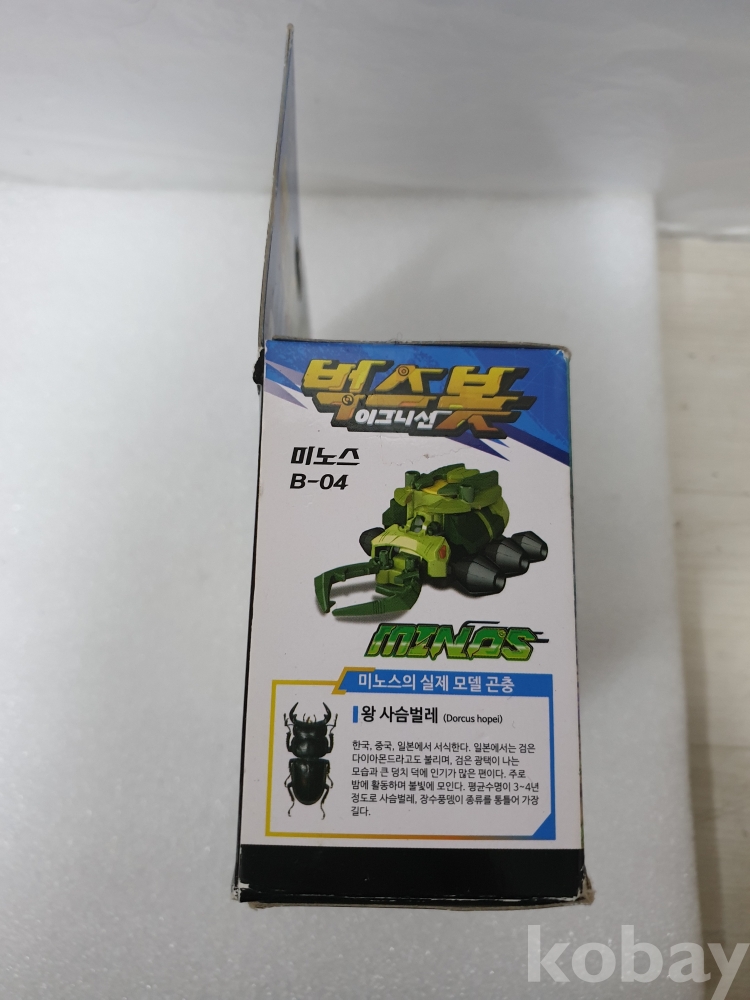 벅스봇
이그니션
미노스
B-04
MINOS
미노스의 실제 모델 곤충
왕 사슴벌레 (Dorcus hopei)
한국, 중국, 일본에서 서식한다. 일본에서는 검은
다이아몬드라고도 불리며, 검은 광택이 나는
모습과 큰 덩치 덕에 인기가 많은 편이다. 주로
밤에 활동하며 불빛에 모인다. 평균수명이 3~4년
정도로 사슴벌레, 장수풍뎅이 종류를 통틀어 가장
길다.
kobay